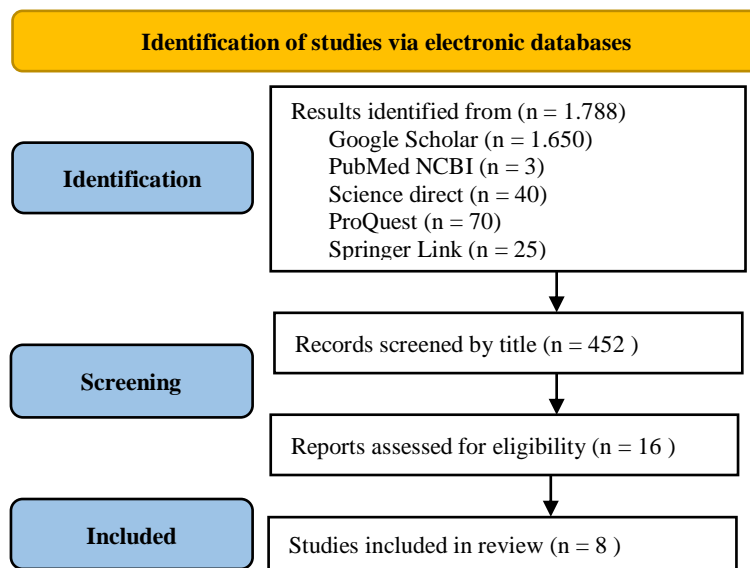 Identification of studies via electronic databases
Identification
Results identified from (n = 1.788)
Google Scholar (n = 1.650)
PubMed NCBI (n = 3)
Science direct (n = 40)
ProQuest (n = 70)
Springer Link (n = 25)
Screening
Records screened by title (n = 452 )
Reports assessed for eligibility (n = 16 )
Included
Studies included in review (n = 8 )